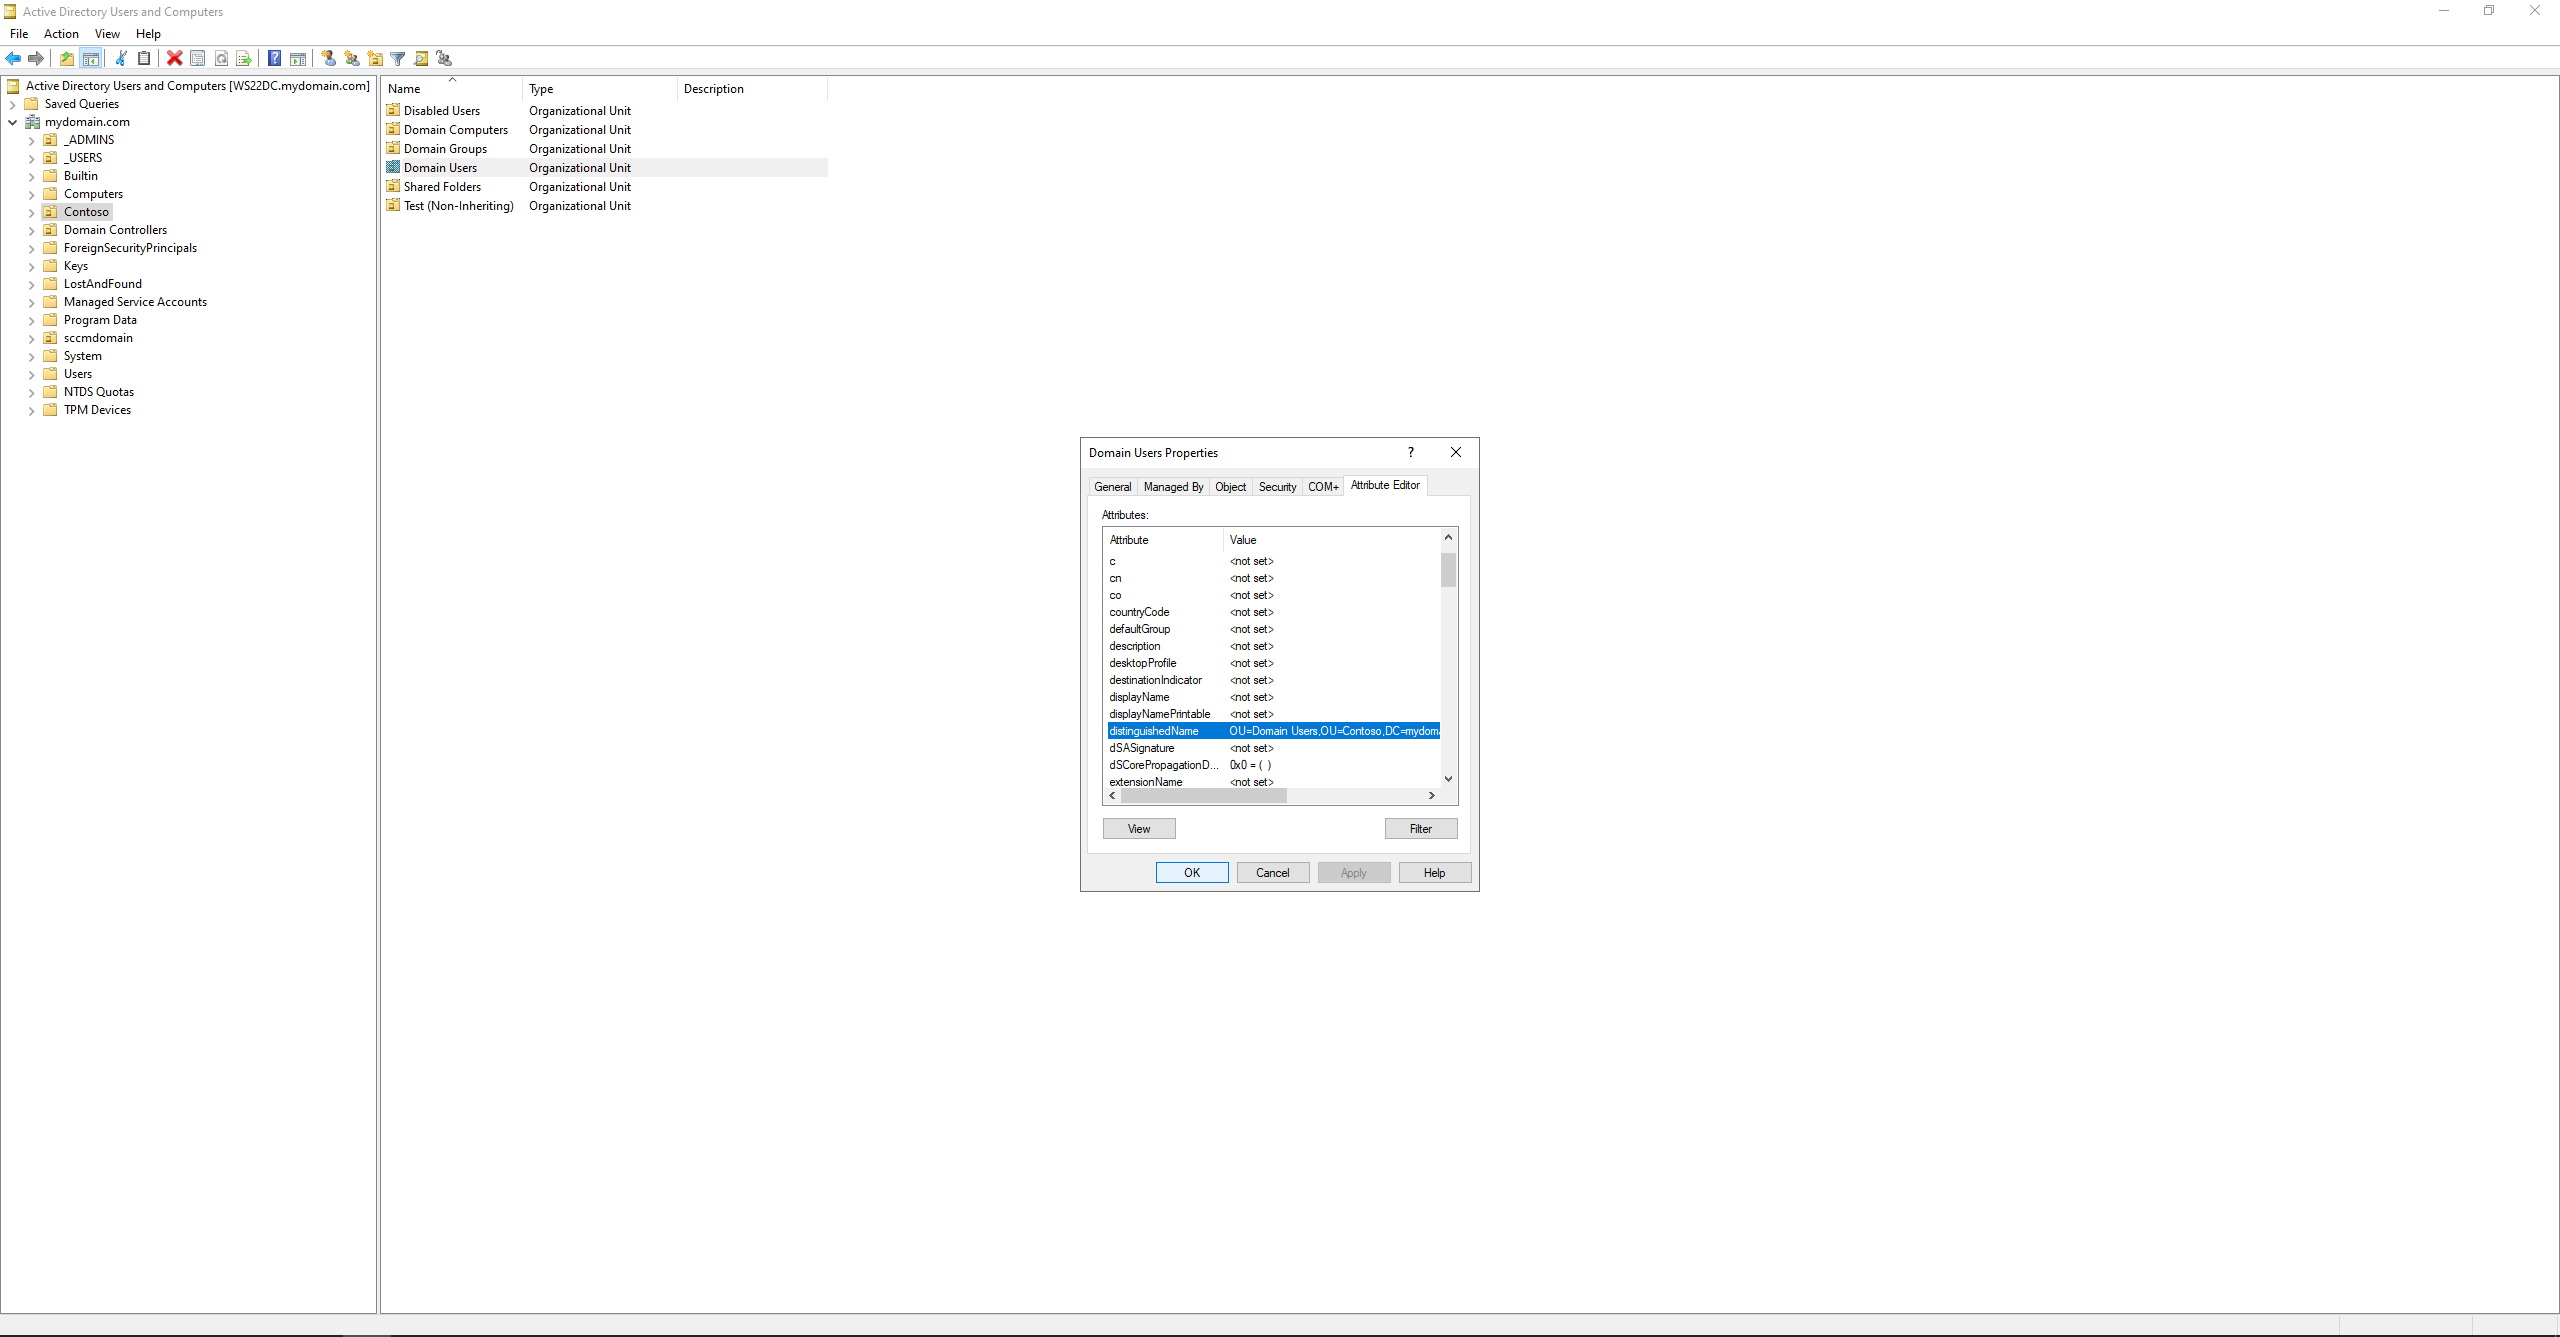 Active Directory Users and Computers
File Action View Help
Active Directory Users and Computers [WS22DC.mydomain.com]
Saved Queries
mydomain.com
_ADMINS
_USERS
Builtin
Computers
Contoso
Domain Controllers
ForeignSecurityPrincipals
Keys
LostAndFound
Managed Service Accounts
Program Data
sccmdomain
System
Users
NTDS Quotas
TPM Devices
Name Type Description
Disabled Users Organizational Unit
Domain Computers Organizational Unit
Domain Groups Organizational Unit
Domain Users Organizational Unit
Shared Folders Organizational Unit
Test (Non-Inheriting) Organizational Unit
Domain Users Properties ?
General Managed By Object Security COM+ Attribute Editor
Attributes:
Attribute Value
c <not set>
cn <not set>
co <not set>
countryCode <not set>
defaultGroup <not set>
description <not set>
desktopProfile <not set>
destinationIndicator <not set>
displayName <not set>
displayNamePrintable <not set>
distinguishedName OU=Domain Users,OU=Contoso,DC=mydom
dSASignature <not set>
dSCorePropagationD... 0x0 = ( )
extensionName <not set>
View Filter
OK Cancel Apply Help